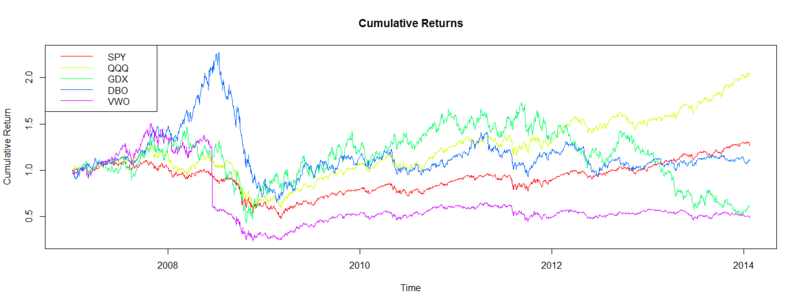 Cumulative Returns
SPY
QQQ
GDX
DBO
VWO
Cumulative Return
2.0
1.5
1.0
0.5
2008
2010
2012
2014
Time